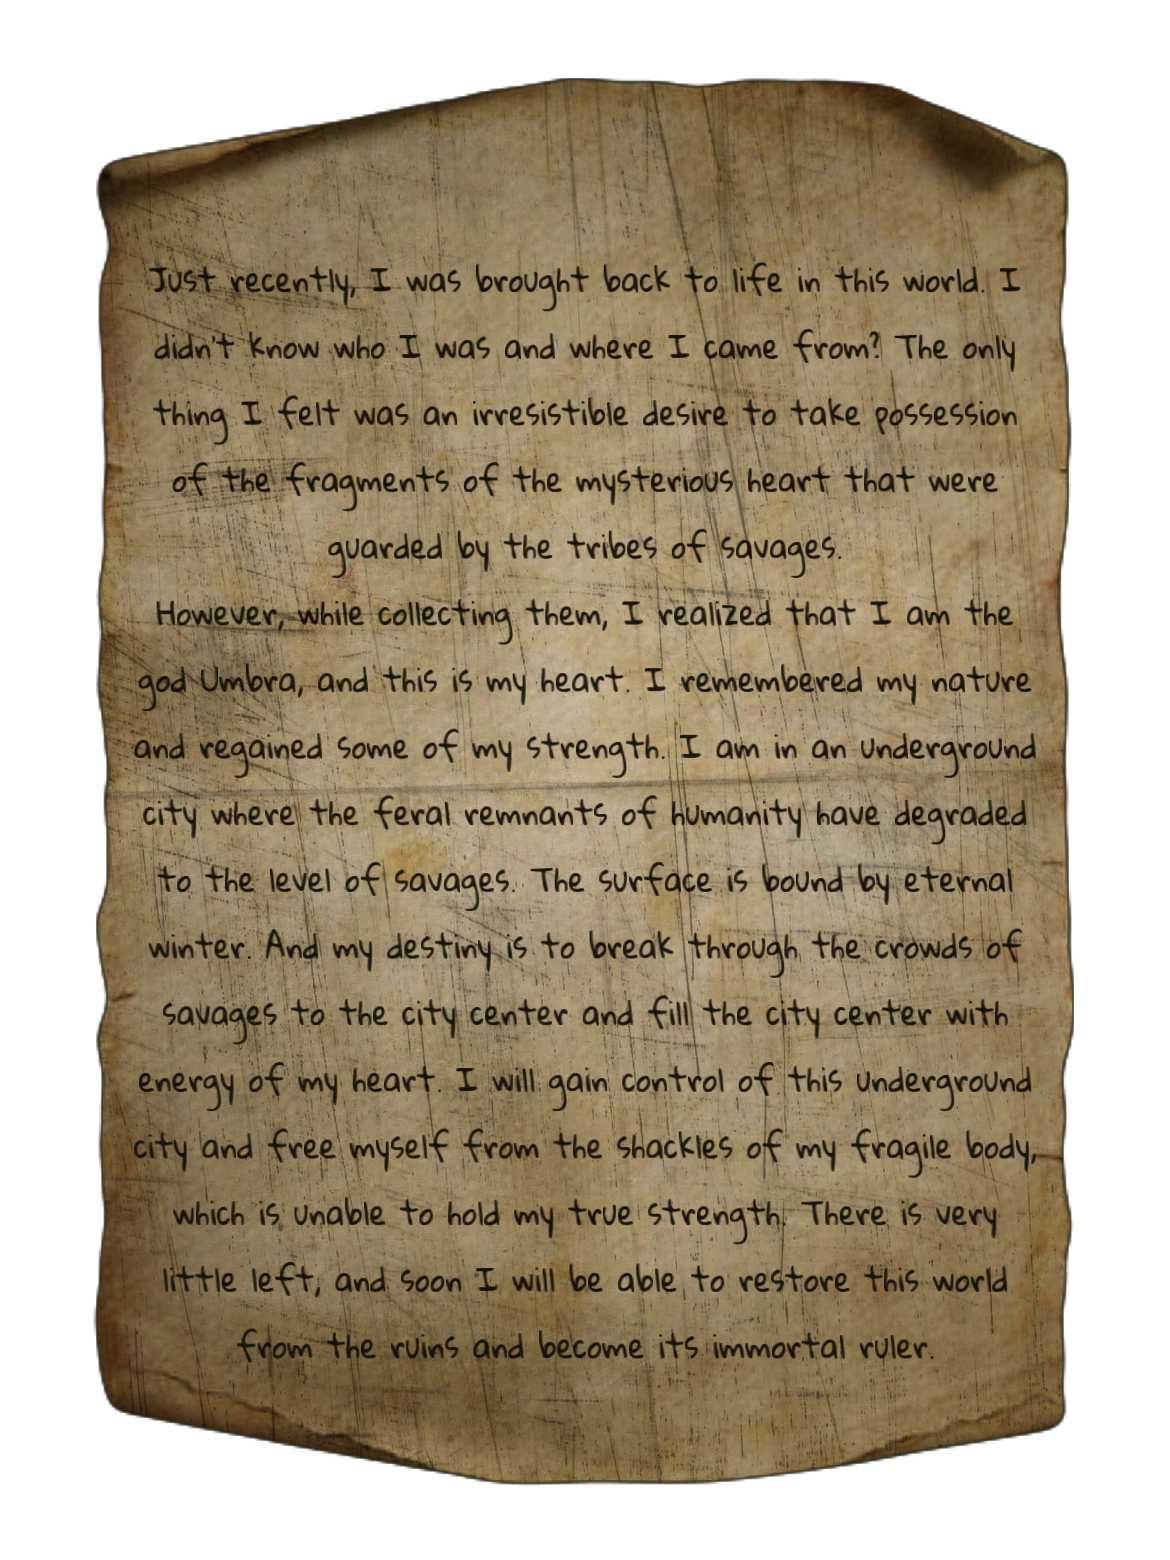 Just recently, I was brought back to life in this world. I
didn't know who I was and where I came from? The only
thing I felt was an irresistible desire to take possession
of the fragments of the mysterious heart that were
guarded by the tribes of savages.
However, while collecting them, I realized that I am the
god Umbra, and this is my heart. I remembered my nature
and regained some of my strength. I am in an underground
city where the feral remnants of humanity have degraded
to the level of savages. The surface is bound by eternal
winter. And my destiny is to break through the crowds of
savages to the city center and fill the city center with
energy of my heart. I will gain control of this underground
city and free myself from the shackles of my fragile body,
which is unable to hold my true strength. There is very
little left, and soon I will be able to restore this world
from the ruins and become its immortal ruler.